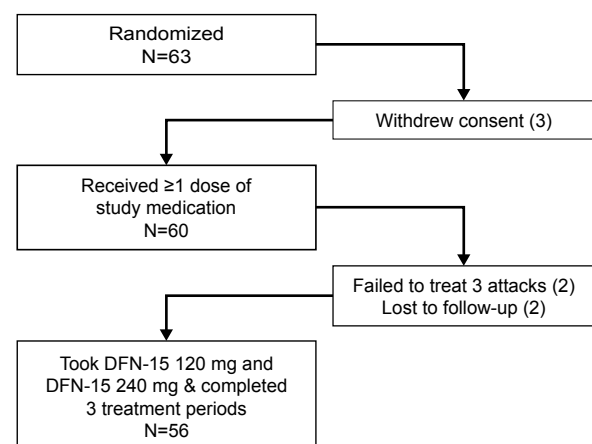 Randomized
N=63
Withdrew consent (3)
Received ≥1 dose of
study medication
N=60
Failed to treat 3 attacks (2)
Lost to follow-up (2)
Took DFN-15 120 mg and
DFN-15 240 mg & completed
3 treatment periods
N=56